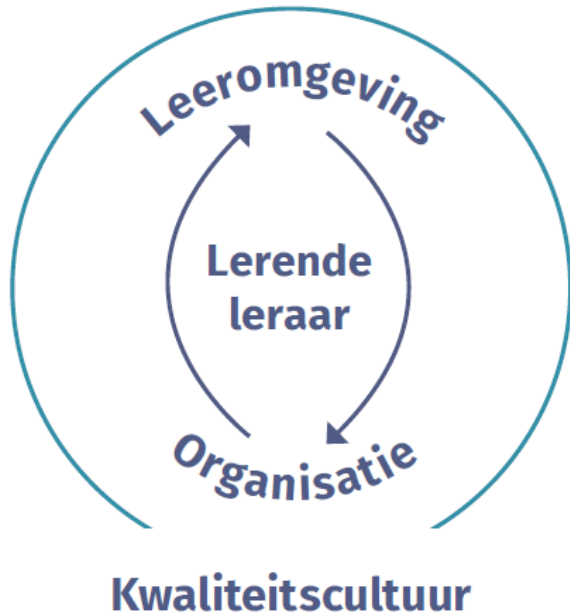 Leeromgeving
Lerende
leraar
Organisatie
Kwaliteitscultuur